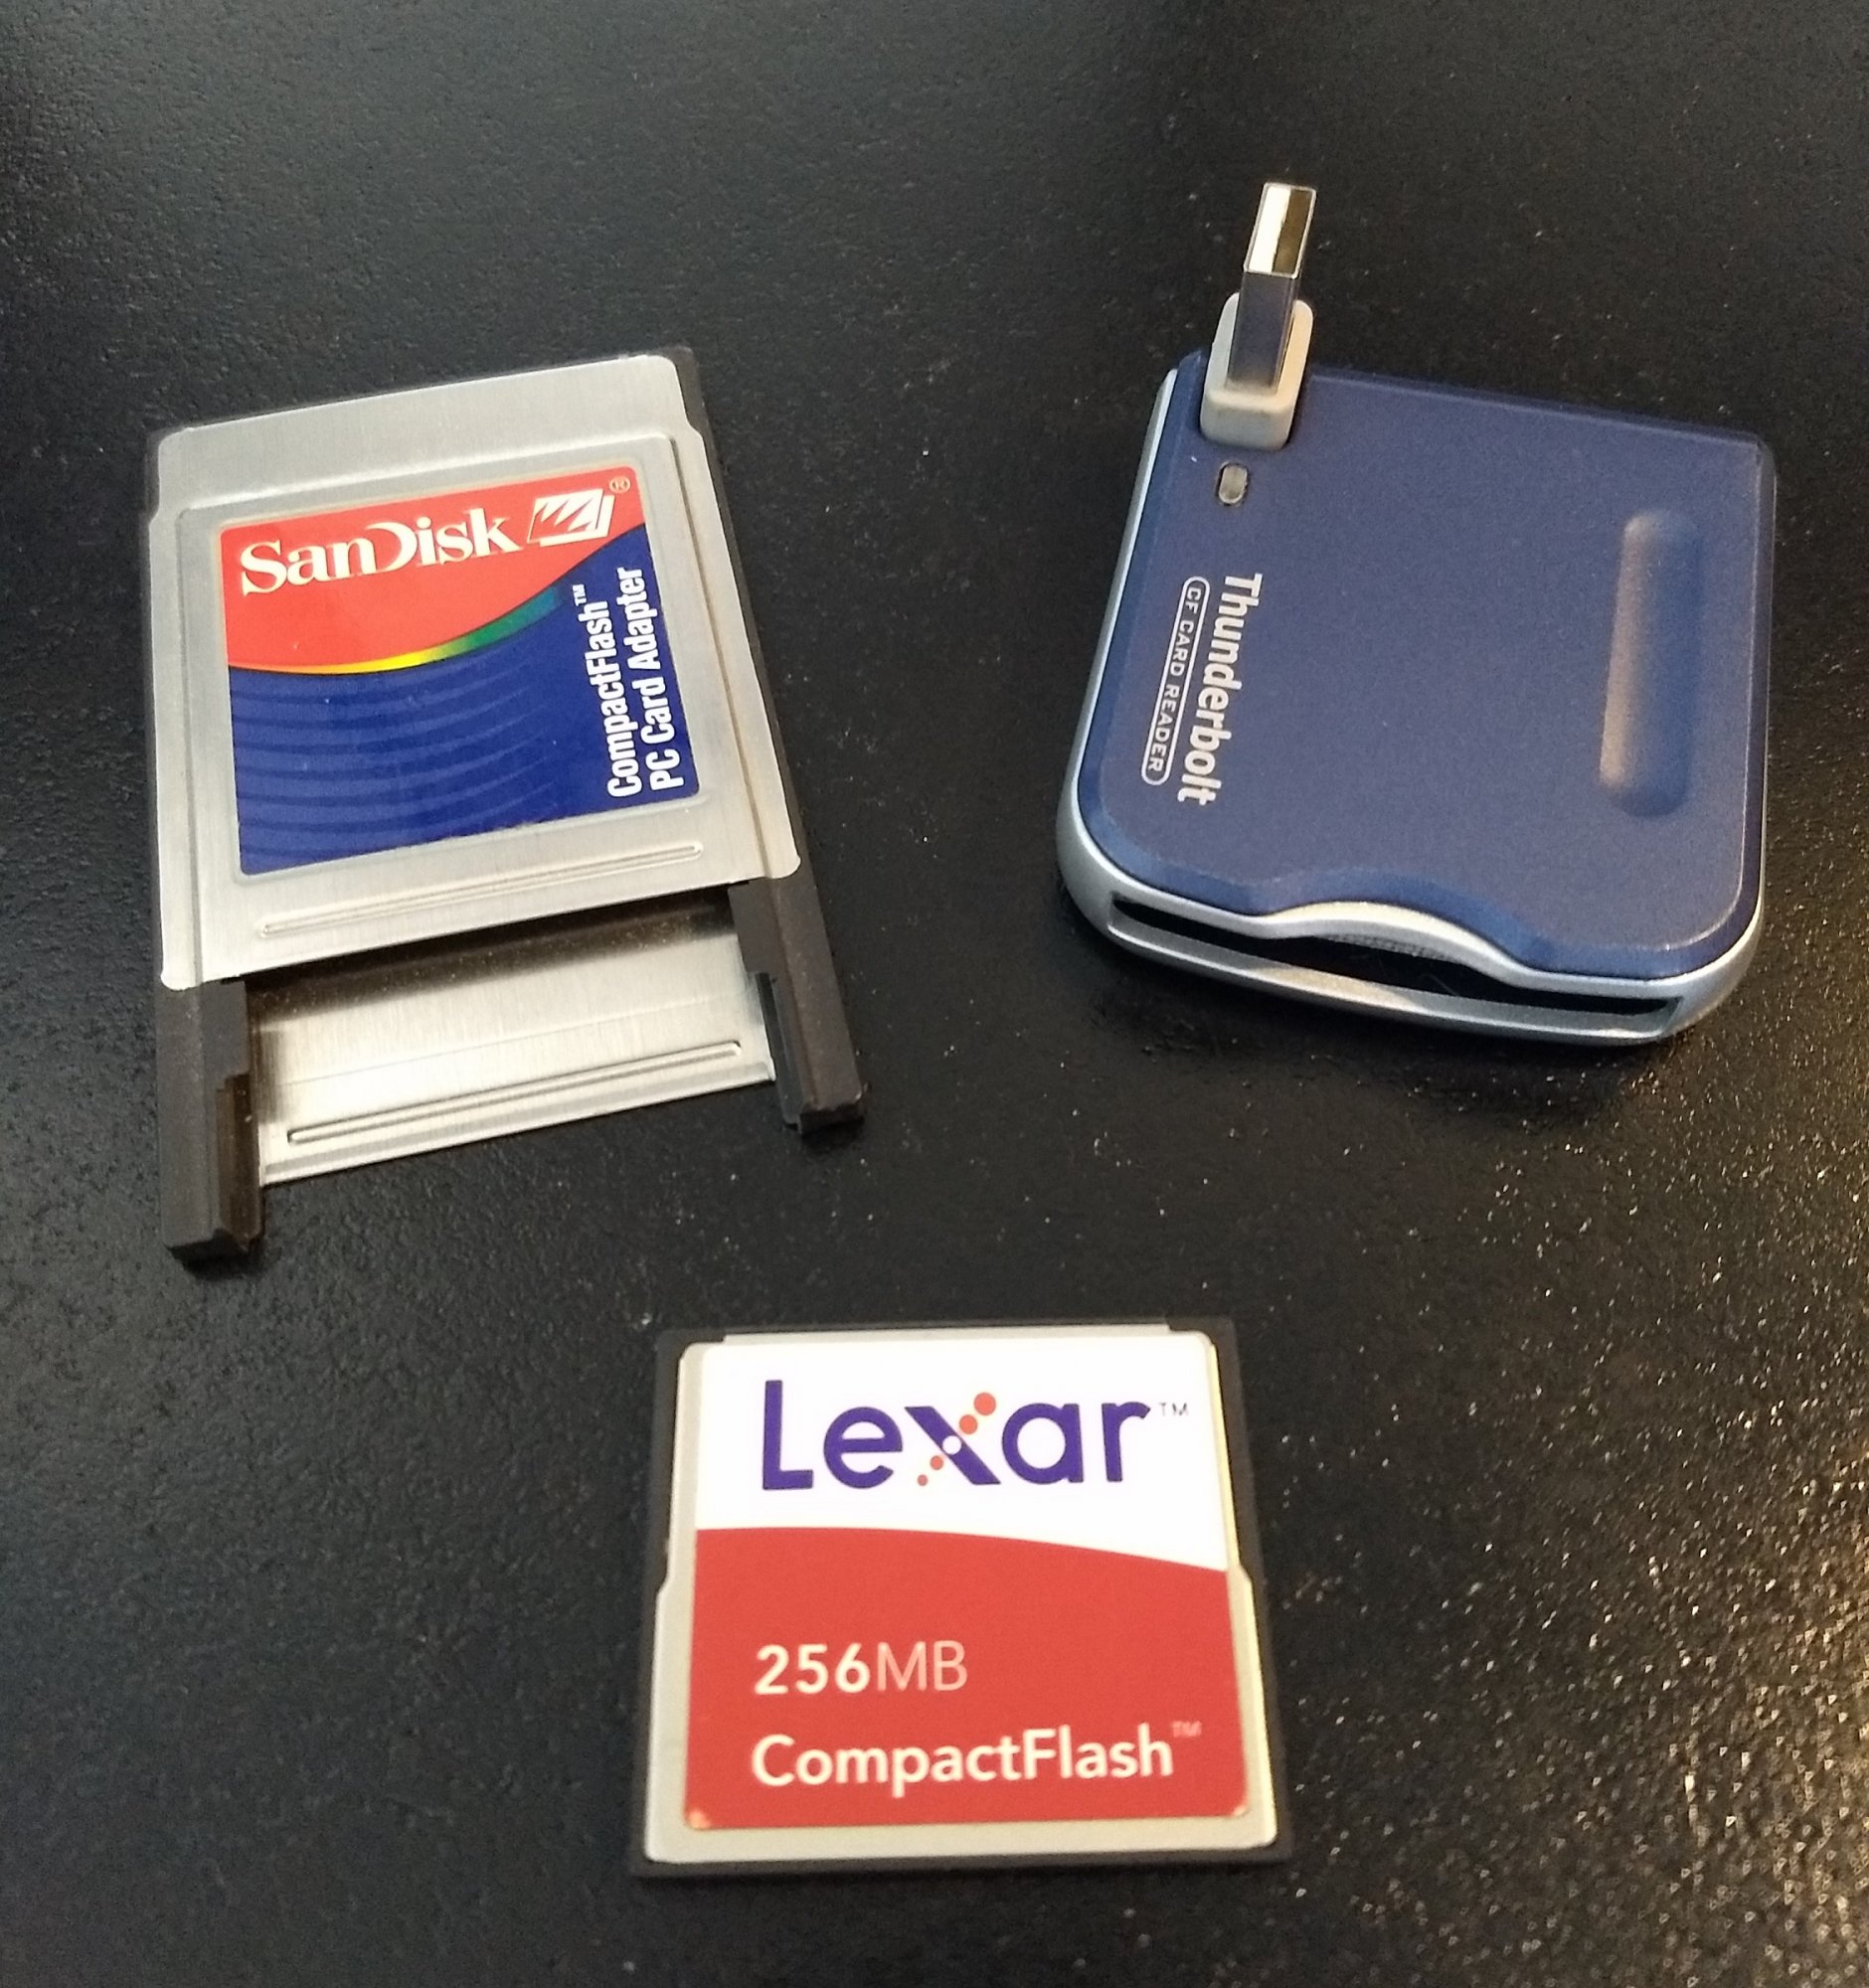 SanDisk ®
CompactFlash™
PC Card Adapter
Thunderbolt
CF CARD READER
Lexar™
256MB
CompactFlash™